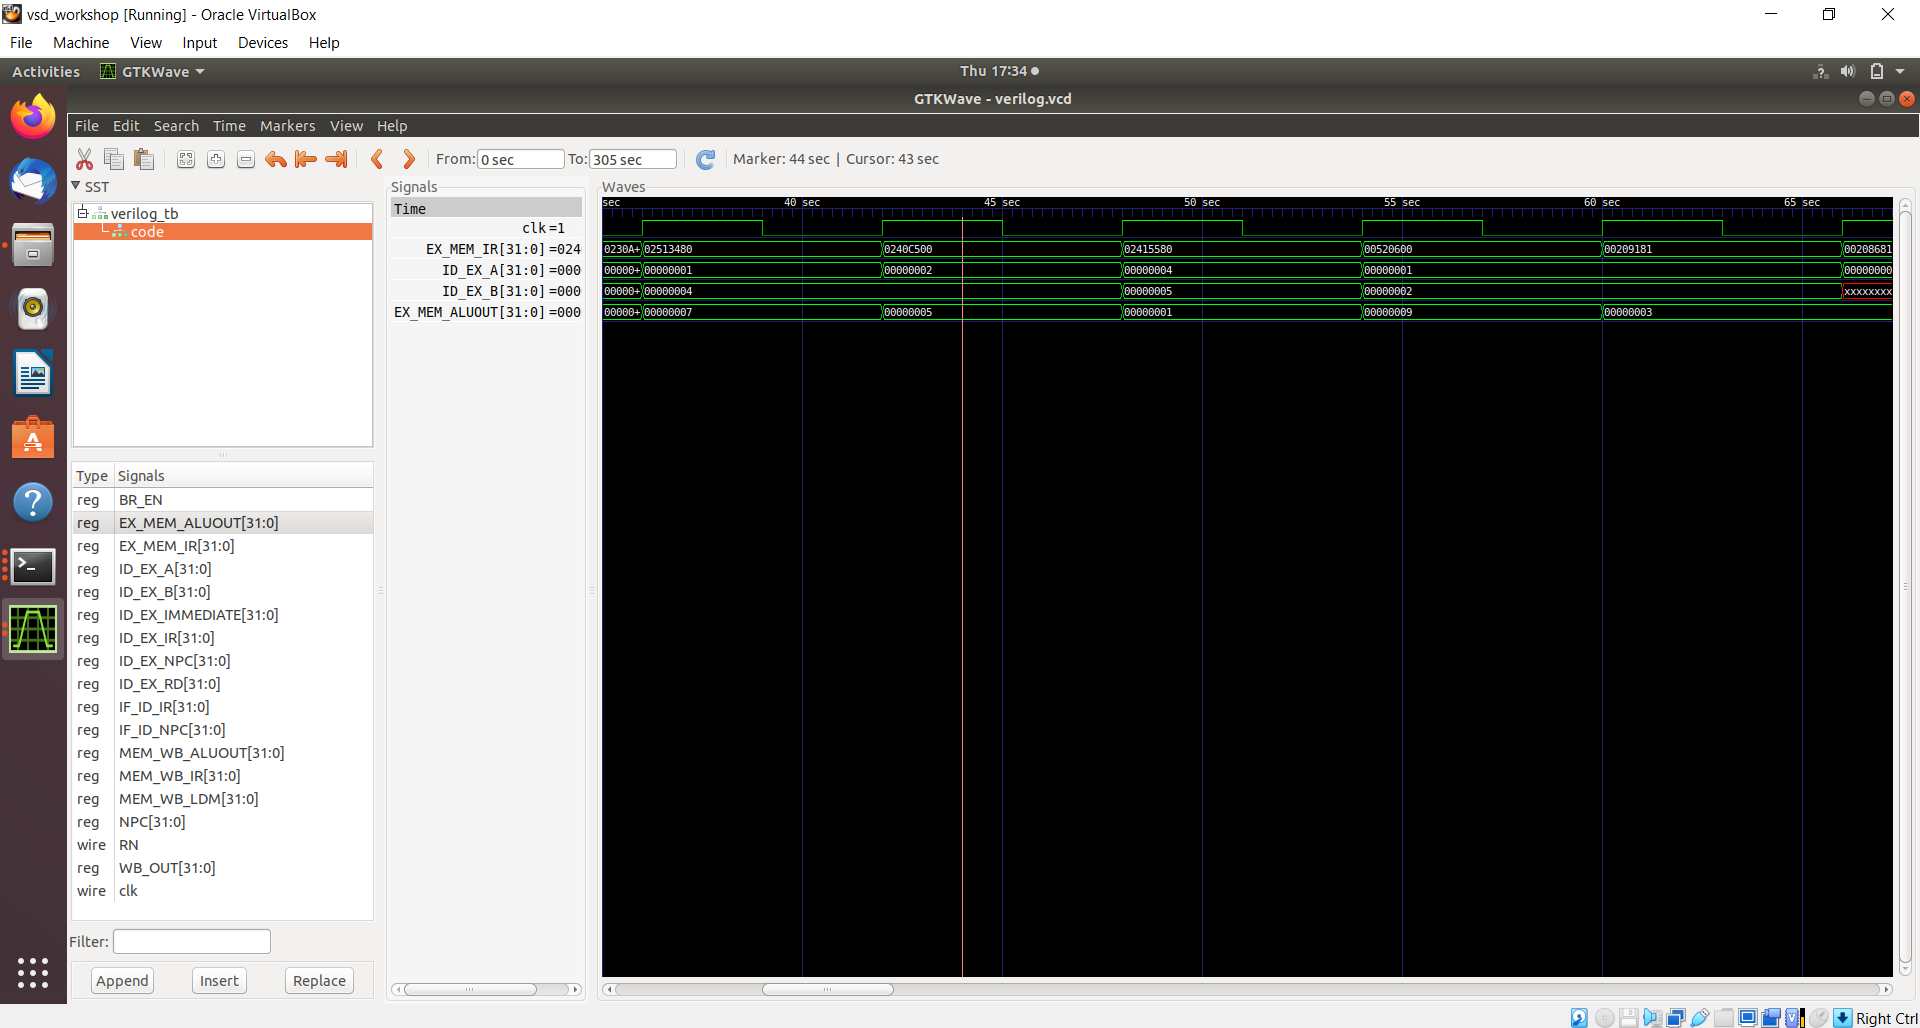 vsd_workshop [Running] - Oracle VirtualBox
File Machine View Input Devices Help
Activities GTKWave Thu 17:34
GTKWave - verilog.vcd
File Edit Search Time Markers View Help
From: 0 sec To: 305 sec Marker: 44 sec | Cursor: 43 sec
SST
verilog_tb
code
Type Signals
reg BR_EN
reg EX_MEM_ALUOUT[31:0]
reg EX_MEM_IR[31:0]
reg ID_EX_A[31:0]
reg ID_EX_B[31:0]
reg ID_EX_IMMEDIATE[31:0]
reg ID_EX_IR[31:0]
reg ID_EX_NPC[31:0]
reg ID_EX_RD[31:0]
reg IF_ID_IR[31:0]
reg IF_ID_NPC[31:0]
reg MEM_WB_ALUOUT[31:0]
reg MEM_WB_IR[31:0]
reg MEM_WB_LDM[31:0]
reg NPC[31:0]
wire RN
reg WB_OUT[31:0]
wire clk
Filter:
Append Insert Replace
Signals
Time
clk =1
EX_MEM_IR[31:0] =024
ID_EX_A[31:0] =000
ID_EX_B[31:0] =000
EX_MEM_ALUOUT[31:0] =000
Waves
sec 40 sec 45 sec 50 sec 55 sec 60 sec 65 sec
0230A+ 02513480 0240C500 02415580 00520600 00209181 00208681
00000+ 00000001 00000002 00000004 00000001 00000000
00000+ 00000004 00000005 00000002 xxxxxxxx
00000+ 00000007 00000005 00000001 00000009 00000003
Right Ctrl